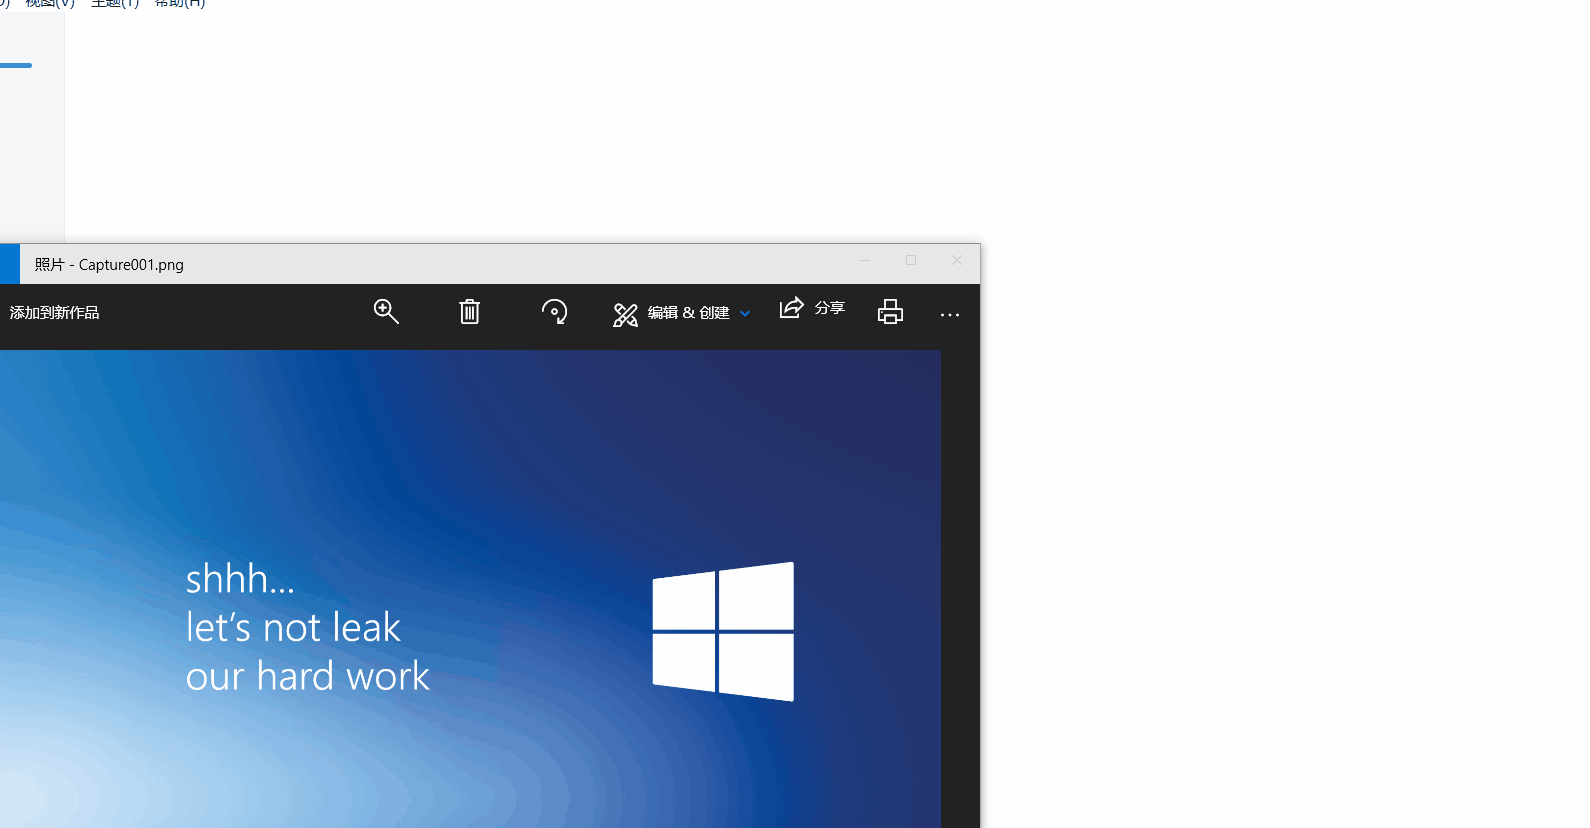 视图(V) 主题(T) 帮助(H)
照片 - Capture001.png
添加到新作品 编辑 & 创建 分享
shhh...
let's not leak
our hard work